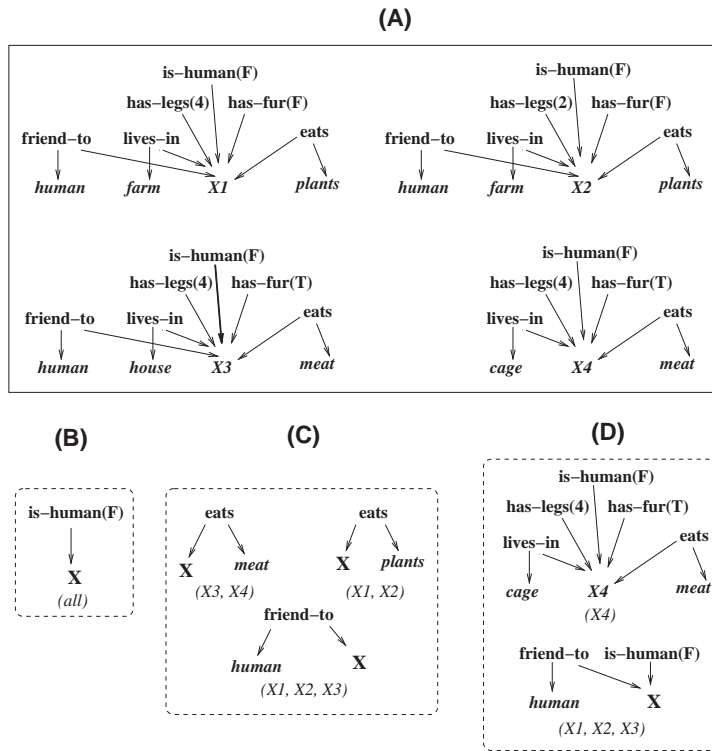 (A)
is–human(F)
has–legs(4) has–fur(F)
friend–to lives–in eats
human farm X1 plants
is–human(F)
has–legs(2) has–fur(F)
friend–to lives–in eats
human farm X2 plants
is–human(F)
has–legs(4) has–fur(T)
friend–to lives–in eats
human house X3 meat
is–human(F)
has–legs(4) has–fur(T)
lives–in eats
cage X4 meat
(B)
is–human(F)
X
(all)
(C)
eats eats
X meat X plants
(X3, X4) (X1, X2)
friend–to
human X
(X1, X2, X3)
(D)
is–human(F)
has–legs(4) has–fur(T)
lives–in eats
cage X4 meat
(X4)
friend–to is–human(F)
human X
(X1, X2, X3)